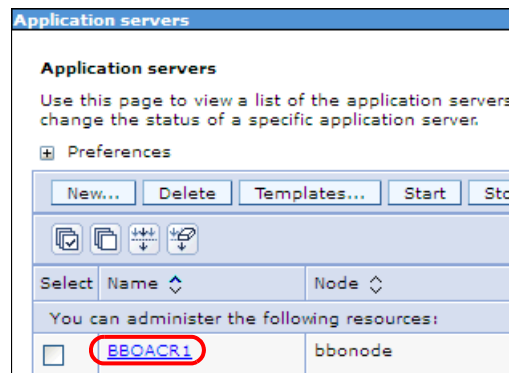 Application servers
Application servers
Use this page to view a list of the application servers
change the status of a specific application server.
Preferences
New... Delete Templates... Start
Select Name Node
You can administer the following resources:
BBOACR1 bbonode